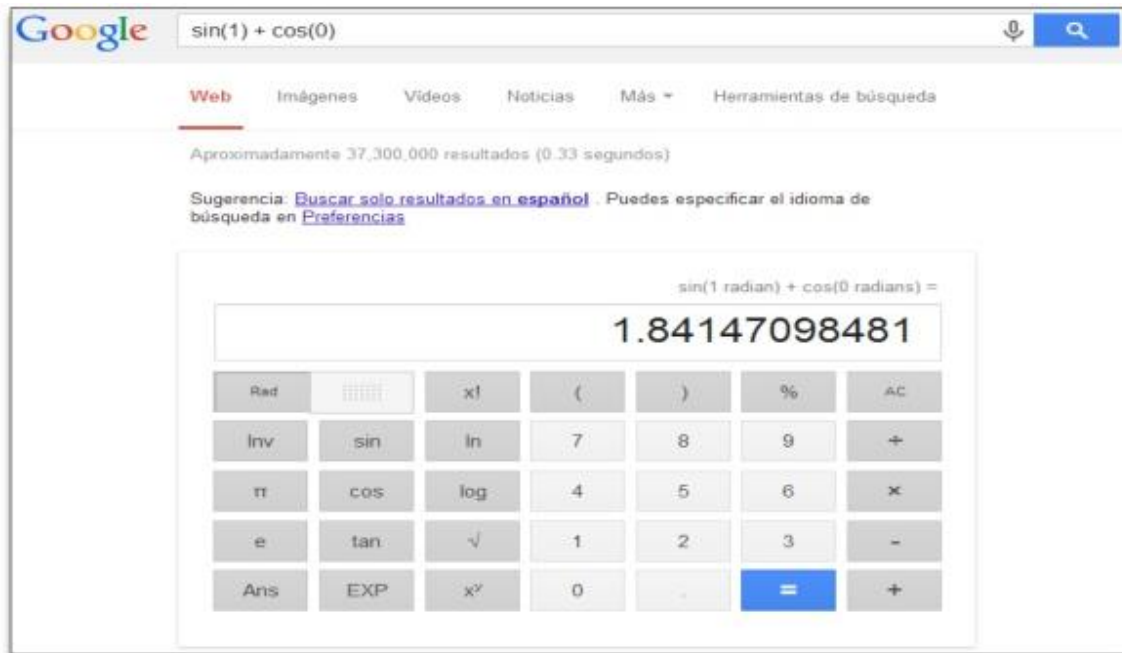 Google sin(1) + cos(0)
Web Imágenes Vídeos Noticias Más Herramientas de búsqueda
Aproximadamente 37,300,000 resultados (0.33 segundos)
Sugerencia: Buscar solo resultados en español . Puedes especificar el idioma de
búsqueda en Preferencias
sin(1 radian) + cos(0 radians) =
1.84147098481
Rad x! ( ) % AC
Inv sin ln 7 8 9 ÷
π cos log 4 5 6 ×
e tan √ 1 2 3 -
Ans EXP xʸ 0 . = +